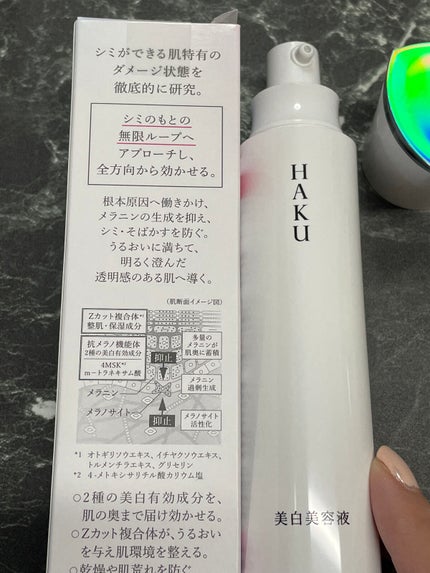 シミができる肌特有の
ダメージ状態を
徹底的に研究。
シミのもとの
無限ループへ
アプローチし、
全方向から効かせる。
根本原因へ働きかけ、
メラニンの生成を抑え、
シミ・そばかすを防ぐ。
うるおいに満ちて、
明るく澄んだ
透明感のある肌へ導く。
(肌断面イメージ図)
Zカット複合体*1
整肌・保湿成分
抗メラノ機能体
2種の美白有効成分
4MSK*2
m-トラネキサム酸
抑止
多量の
メラニンが
肌奥に蓄積
メラニン
メラニン
過剰生成
メラノサイト
抑止
メラノサイト
活性化
*1 オトギリソウエキス、イチヤクソウエキス、
トルメンチラエキス、グリセリン
*2 4-メトキシサリチル酸カリウム塩
○2種の美白有効成分を、
肌の奥まで届け効かせる。
○Zカット複合体が、うるおい
を与え肌環境を整える。
○乾燥や肌荒れを防ぐ
HAKU
美白美容液